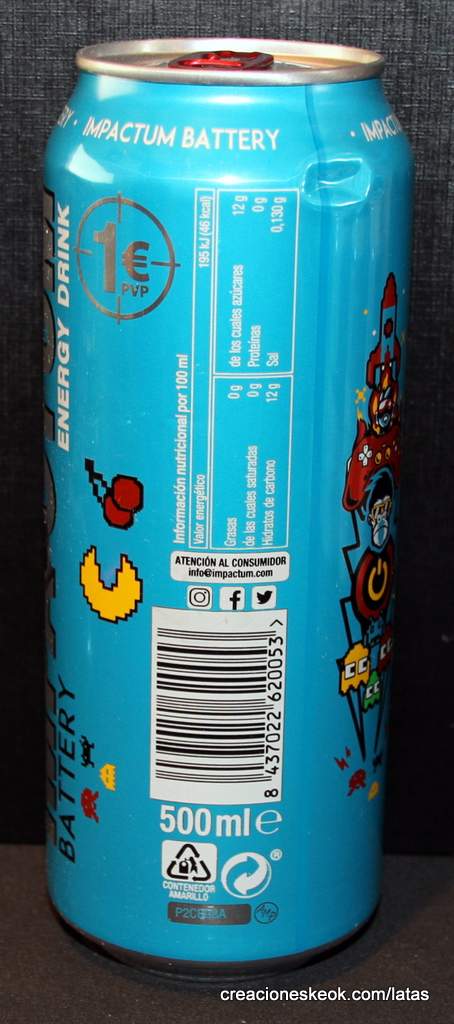 · IMPACTUM BATTERY
ENERGY DRINK
1€
PVP
BATTERY
Información nutricional por 100 ml
Valor energético 195 kJ (46 kcal)
Grasas 0 g
de las cuales saturadas 0 g
Hidratos de carbono 12 g
de los cuales azúcares 12 g
Proteínas 0 g
Sal 0,130 g
ATENCIÓN AL CONSUMIDOR
info@impactum.com
8 437022 620053 >
500 ml e
CONTENEDOR
AMARILLO
creacioneskeok.com/latas